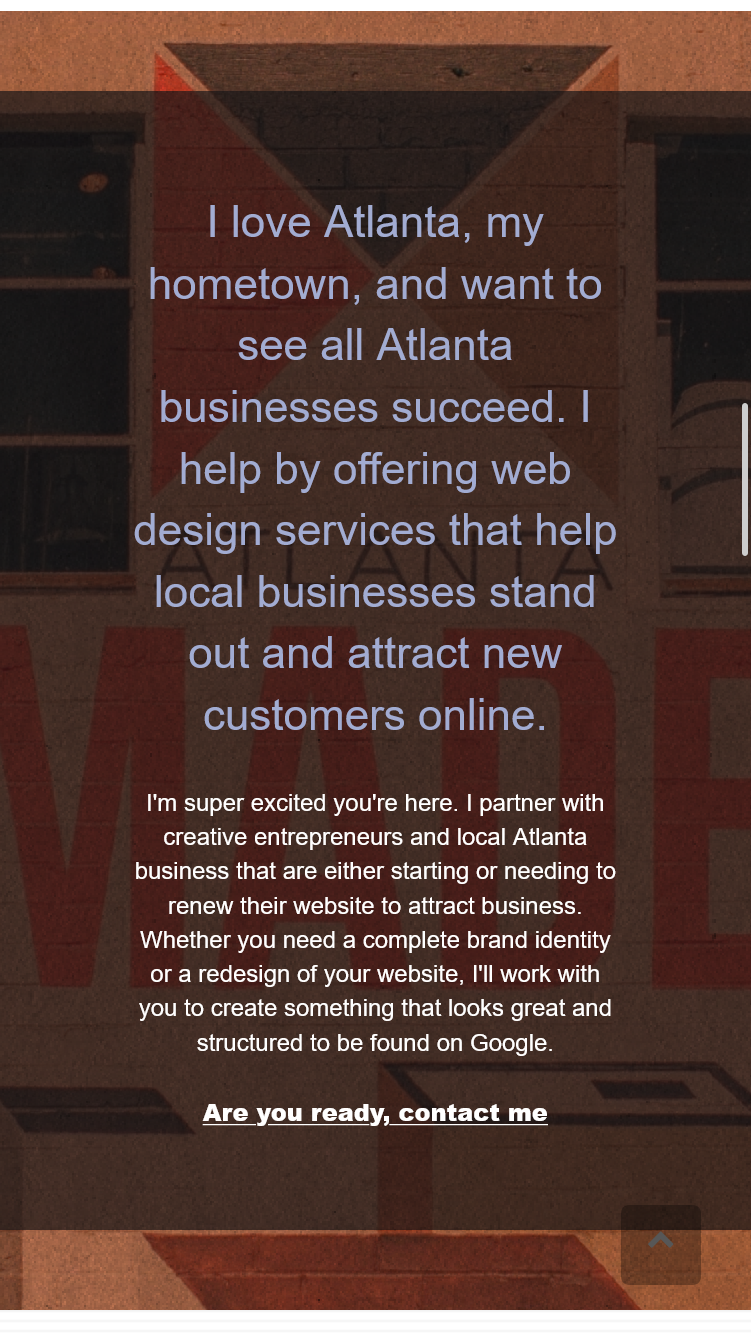 I love Atlanta, my
hometown, and want to
see all Atlanta
businesses succeed. I
help by offering web
design services that help
local businesses stand
out and attract new
customers online.
ATLANTA
MADE
I'm super excited you're here. I partner with
creative entrepreneurs and local Atlanta
business that are either starting or needing to
renew their website to attract business.
Whether you need a complete brand identity
or a redesign of your website, I'll work with
you to create something that looks great and
structured to be found on Google.
Are you ready, contact me